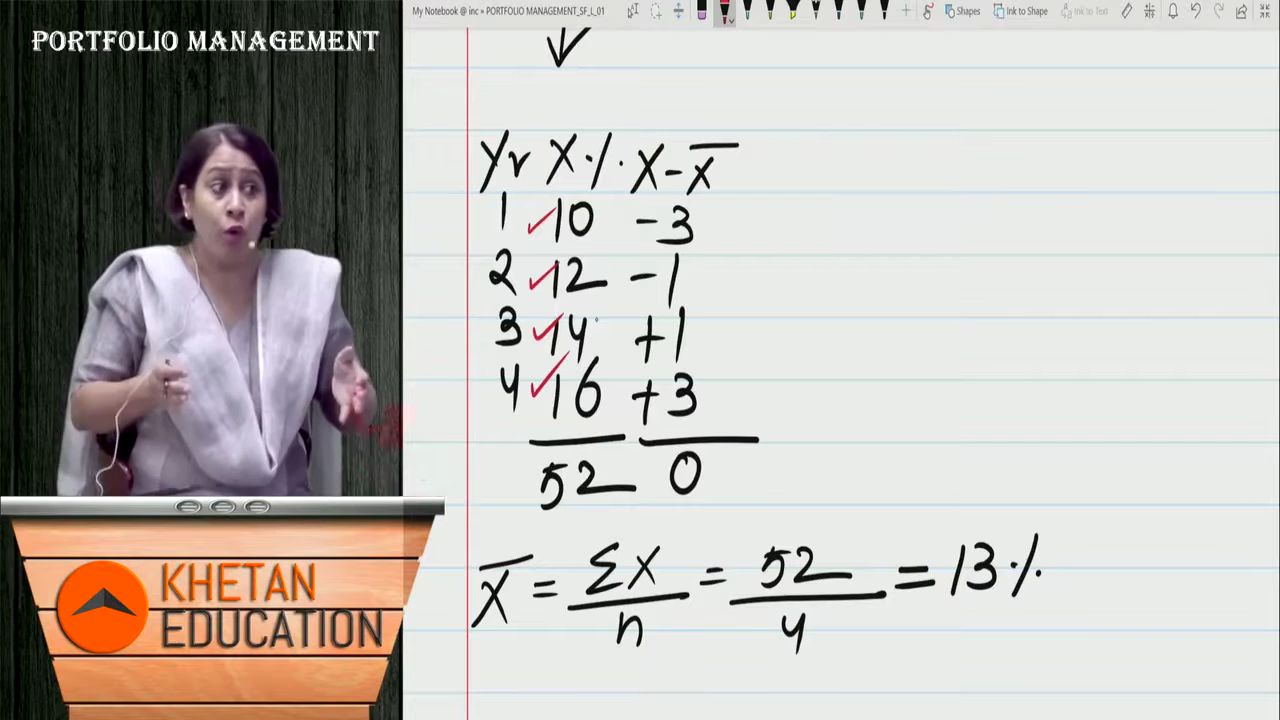 My Notebook @ inc » PORTFOLIO MANAGEMENT_SF_L_01
Shapes
Ink to Shape
Ink to Text
PORTFOLIO MANAGEMENT
Yr X% X-X̅
1 10 -3
2 12 -1
3 14 +1
4 16 +3
52 0
X̅ = ΣX/n = 52/4 = 13%
KHETAN
EDUCATION